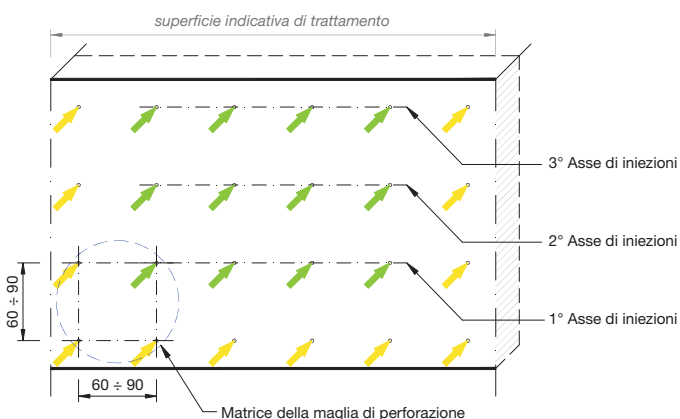 superficie indicativa di trattamento
3° Asse di iniezioni
2° Asse di iniezioni
1° Asse di iniezioni
60 ÷ 90
60 ÷ 90
Matrice della maglia di perforazione